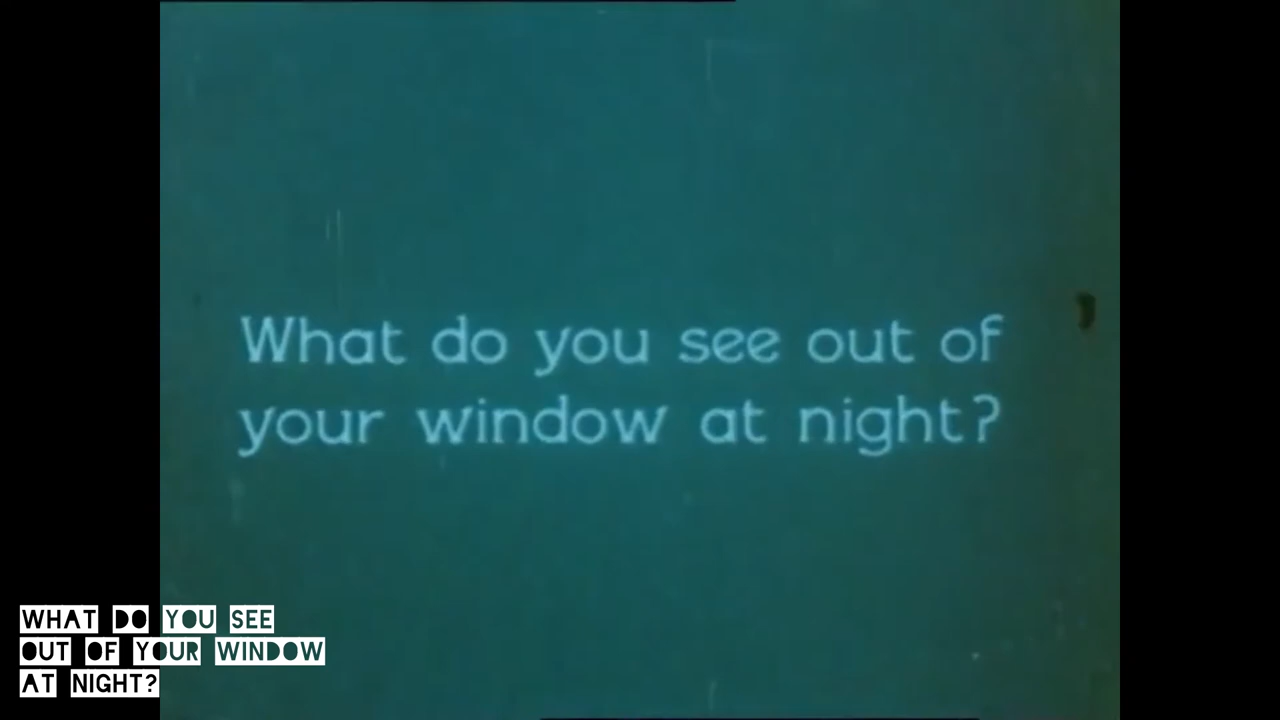 What do you see out of
your window at night?
WHAT DO YOU SEE
OUT OF YOUR WINDOW
AT NIGHT?